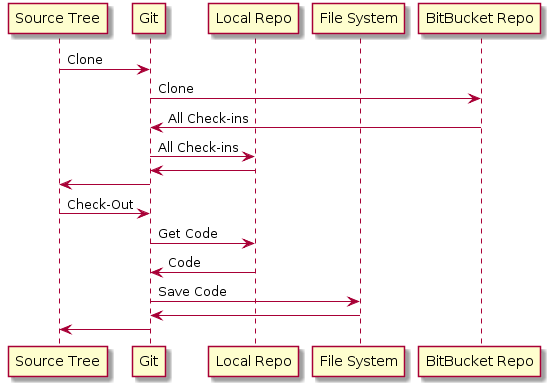 Source Tree Git Local Repo File System BitBucket Repo
Clone
Clone
All Check-ins
All Check-ins
Check-Out
Get Code
Code
Save Code
Source Tree Git Local Repo File System BitBucket Repo